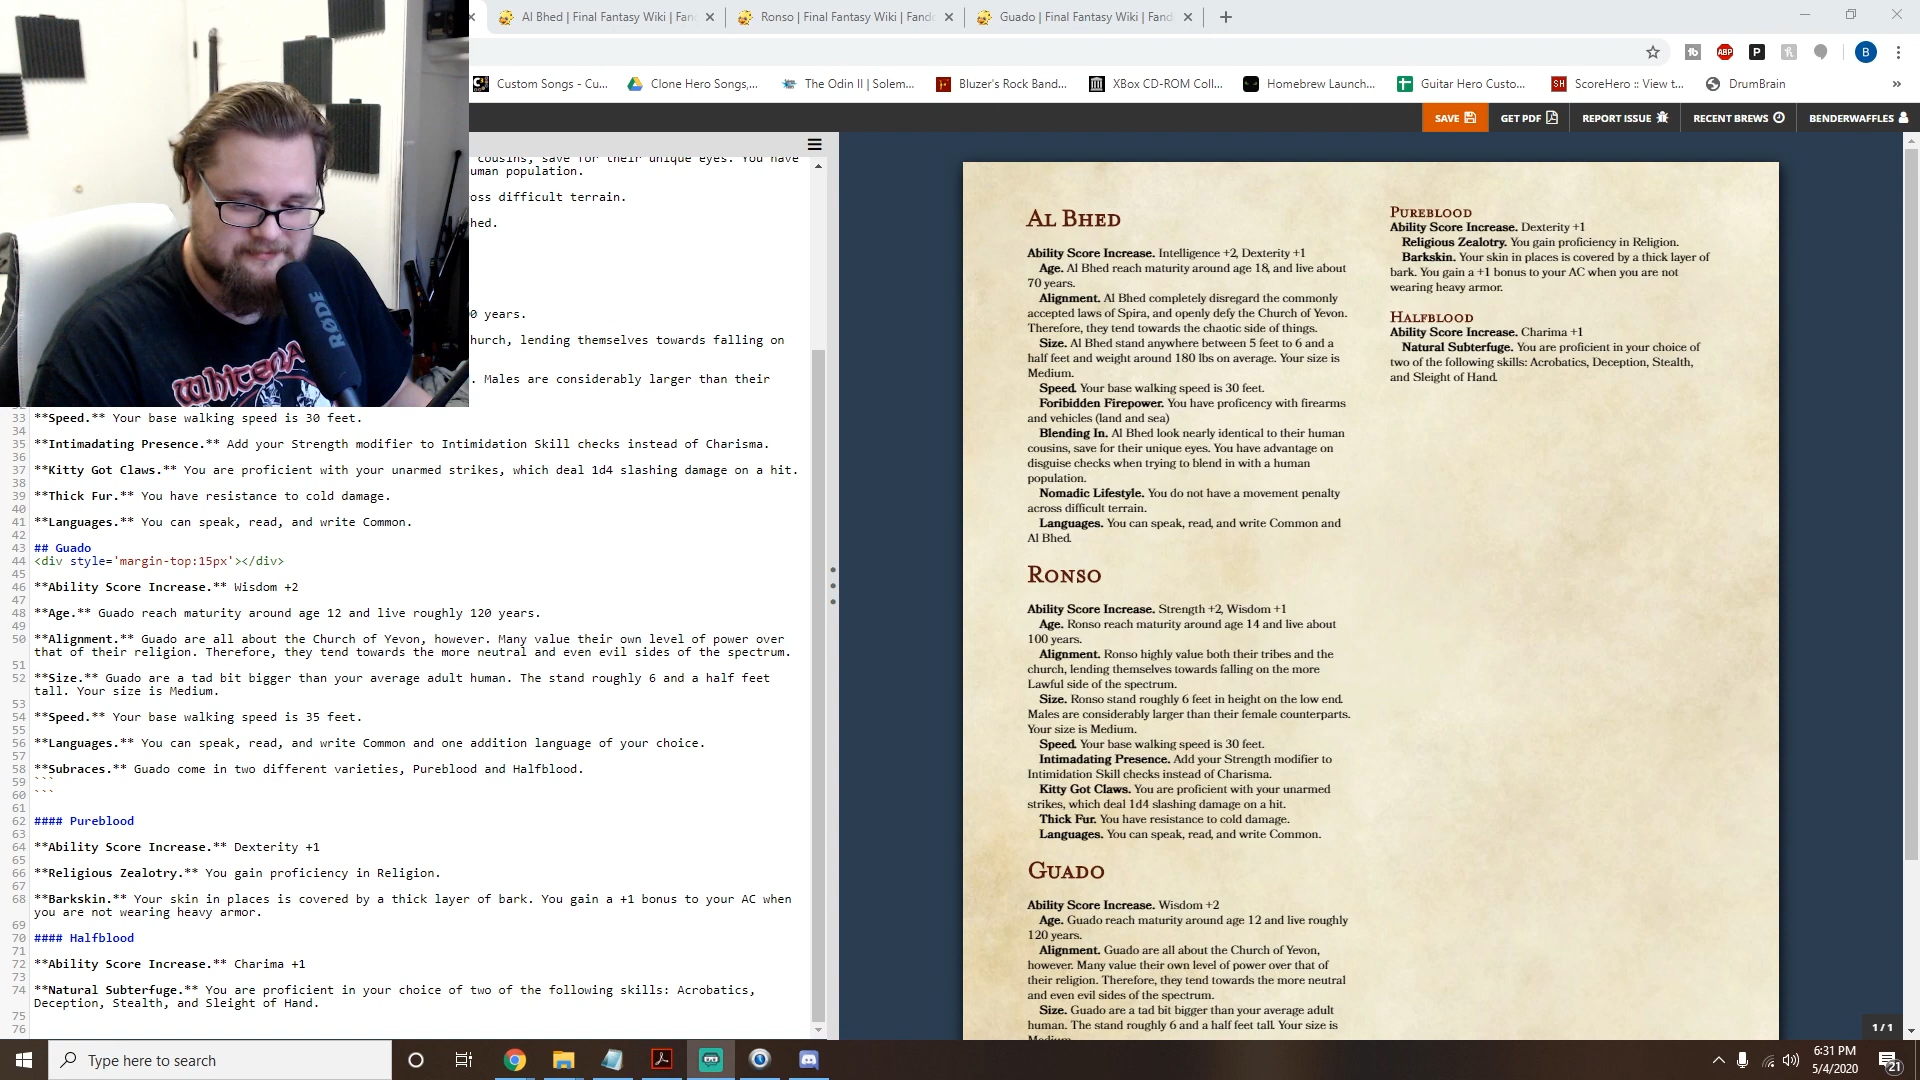 Al Bhed | Final Fantasy Wiki | Fan
Ronso | Final Fantasy Wiki | Fand
Guado | Final Fantasy Wiki | Fand
ABP
P
B
Custom Songs - Cu...
Clone Hero Songs,...
The Odin II | Solem...
Bluzer's Rock Band...
XBox CD-ROM Coll...
Homebrew Launch...
Guitar Hero Custo...
SH
ScoreHero :: View t...
DrumBrain
»
SAVE
GET PDF
REPORT ISSUE
RECENT BREWS
BENDERWAFFLES
RØDE
cousins, save for their unique eyes. You have
uman population.
oss difficult terrain.
hed.
0 years.
hurch, lending themselves towards falling on
. Males are considerably larger than their
33 **Speed.** Your base walking speed is 30 feet.
34
35 **Intimadating Presence.** Add your Strength modifier to Intimidation Skill checks instead of Charisma.
36
37 **Kitty Got Claws.** You are proficient with your unarmed strikes, which deal 1d4 slashing damage on a hit.
38
39 **Thick Fur.** You have resistance to cold damage.
40
41 **Languages.** You can speak, read, and write Common.
42
43 ## Guado
44 <div style='margin-top:15px'></div>
45
46 **Ability Score Increase.** Wisdom +2
47
48 **Age.** Guado reach maturity around age 12 and live roughly 120 years.
49
50 **Alignment.** Guado are all about the Church of Yevon, however. Many value their own level of power over
that of their religion. Therefore, they tend towards the more neutral and even evil sides of the spectrum.
51
52 **Size.** Guado are a tad bit bigger than your average adult human. The stand roughly 6 and a half feet
tall. Your size is Medium.
53
54 **Speed.** Your base walking speed is 35 feet.
55
56 **Languages.** You can speak, read, and write Common and one addition language of your choice.
57
58 **Subraces.** Guado come in two different varieties, Pureblood and Halfblood.
59 ```
60 ```
61
62 #### Pureblood
63
64 **Ability Score Increase.** Dexterity +1
65
66 **Religious Zealotry.** You gain proficiency in Religion.
67
68 **Barkskin.** Your skin in places is covered by a thick layer of bark. You gain a +1 bonus to your AC when
you are not wearing heavy armor.
69
70 #### Halfblood
71
72 **Ability Score Increase.** Charima +1
73
74 **Natural Subterfuge.** You are proficient in your choice of two of the following skills: Acrobatics,
Deception, Stealth, and Sleight of Hand.
75
76
AL BHED
Ability Score Increase. Intelligence +2, Dexterity +1
Age. Al Bhed reach maturity around age 18, and live about
70 years.
Alignment. Al Bhed completely disregard the commonly
accepted laws of Spira, and openly defy the Church of Yevon.
Therefore, they tend towards the chaotic side of things.
Size. Al Bhed stand anywhere between 5 feet to 6 and a
half feet and weight around 180 lbs on average. Your size is
Medium.
Speed. Your base walking speed is 30 feet.
Foribidden Firepower. You have proficency with firearms
and vehicles (land and sea)
Blending In. Al Bhed look nearly identical to their human
cousins, save for their unique eyes. You have advantage on
disguise checks when trying to blend in with a human
population.
Nomadic Lifestyle. You do not have a movement penalty
across difficult terrain.
Languages. You can speak, read, and write Common and
Al Bhed.
RONSO
Ability Score Increase. Strength +2, Wisdom +1
Age. Ronso reach maturity around age 14 and live about
100 years.
Alignment. Ronso highly value both their tribes and the
church, lending themselves towards falling on the more
Lawful side of the spectrum.
Size. Ronso stand roughly 6 feet in height on the low end.
Males are considerably larger than their female counterparts.
Your size is Medium.
Speed. Your base walking speed is 30 feet.
Intimadating Presence. Add your Strength modifier to
Intimidation Skill checks instead of Charisma.
Kitty Got Claws. You are proficient with your unarmed
strikes, which deal 1d4 slashing damage on a hit.
Thick Fur. You have resistance to cold damage.
Languages. You can speak, read, and write Common.
GUADO
Ability Score Increase. Wisdom +2
Age. Guado reach maturity around age 12 and live roughly
120 years.
Alignment. Guado are all about the Church of Yevon,
however. Many value their own level of power over that of
their religion. Therefore, they tend towards the more neutral
and even evil sides of the spectrum.
Size. Guado are a tad bit bigger than your average adult
human. The stand roughly 6 and a half feet tall. Your size is
Medium.
PUREBLOOD
Ability Score Increase. Dexterity +1
Religious Zealotry. You gain proficiency in Religion.
Barkskin. Your skin in places is covered by a thick layer of
bark. You gain a +1 bonus to your AC when you are not
wearing heavy armor.
HALFBLOOD
Ability Score Increase. Charima +1
Natural Subterfuge. You are proficient in your choice of
two of the following skills: Acrobatics, Deception, Stealth,
and Sleight of Hand.
1 / 1
Type here to search
6:31 PM
5/4/2020
21